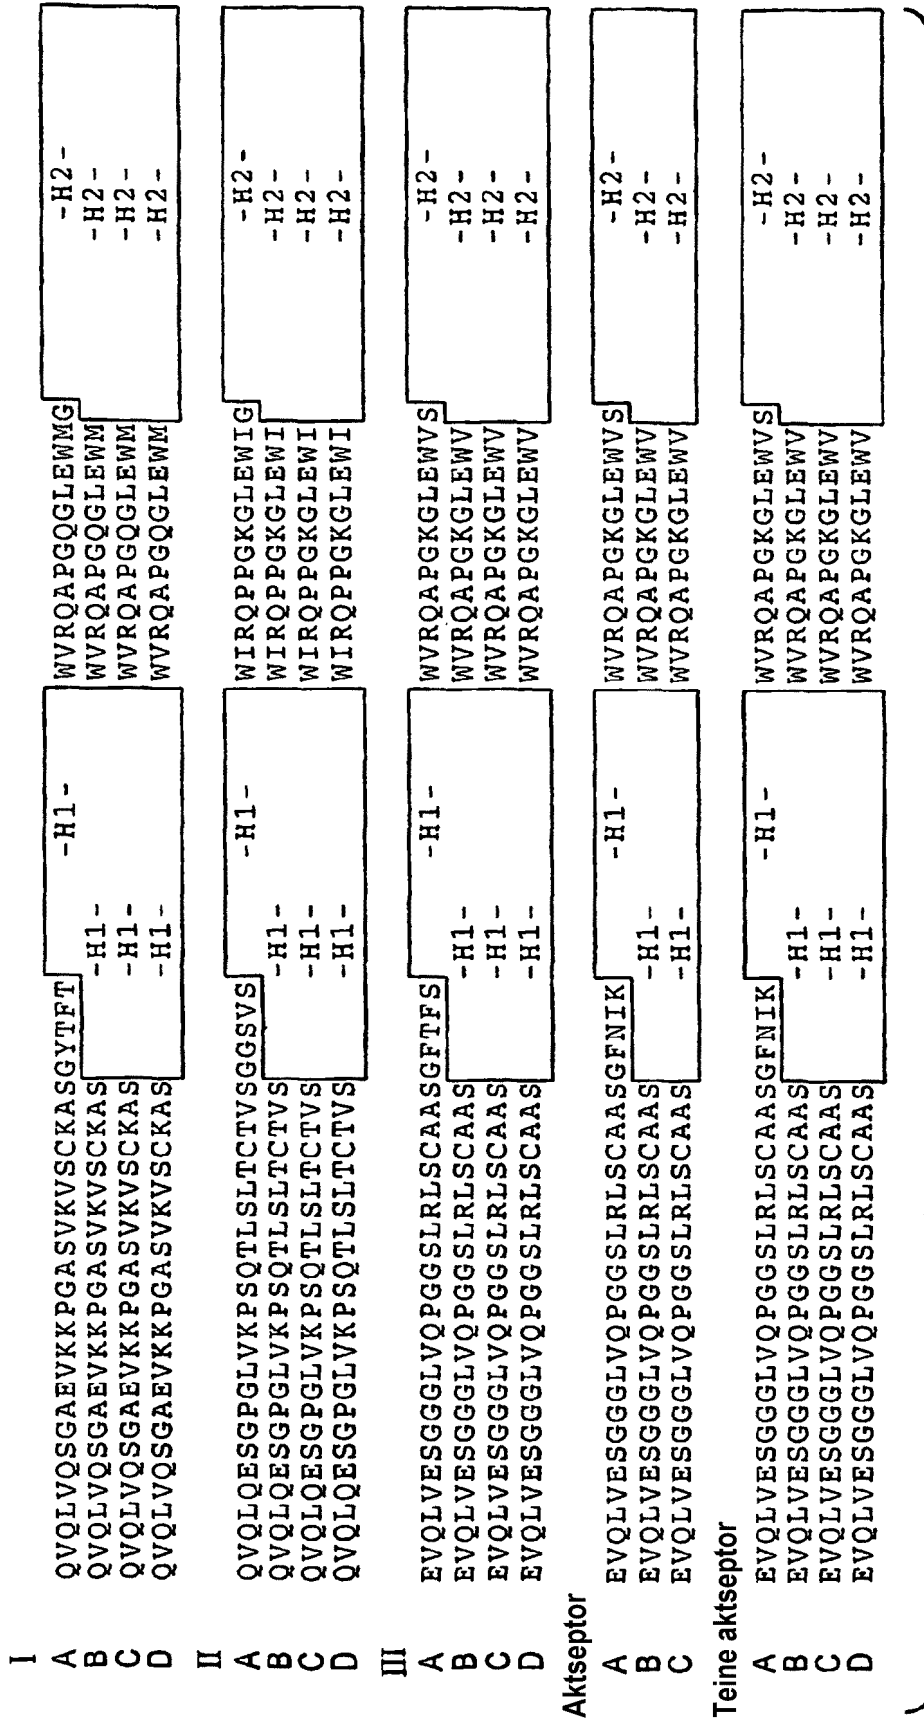 I
A QVQLVQSGAEVKKPGASVKVSCKASGYTFT -H1- WVRQAPGQGLEWMG -H2-
B QVQLVQSGAEVKKPGASVKVSCKAS -H1- WVRQAPGQGLEWM -H2-
C QVQLVQSGAEVKKPGASVKVSCKAS -H1- WVRQAPGQGLEWM -H2-
D QVQLVQSGAEVKKPGASVKVSCKAS -H1- WVRQAPGQGLEWM -H2-
II
A QVQLQESGPGLVKPSQTLSLTCTVSGGSVS -H1- WIRQPPGKGLEWIG -H2-
B QVQLQESGPGLVKPSQTLSLTCTVS -H1- WIRQPPGKGLEWI -H2-
C QVQLQESGPGLVKPSQTLSLTCTVS -H1- WIRQPPGKGLEWI -H2-
D QVQLQESGPGLVKPSQTLSLTCTVS -H1- WIRQPPGKGLEWI -H2-
III
A EVQLVESGGGLVQPGGSLRLSCAASGFTFS -H1- WVRQAPGKGLEWVS -H2-
B EVQLVESGGGLVQPGGSLRLSCAAS -H1- WVRQAPGKGLEWV -H2-
C EVQLVESGGGLVQPGGSLRLSCAAS -H1- WVRQAPGKGLEWV -H2-
D EVQLVESGGGLVQPGGSLRLSCAAS -H1- WVRQAPGKGLEWV -H2-
Aktseptor
A EVQLVESGGGLVQPGGSLRLSCAASGFNIK -H1- WVRQAPGKGLEWVS -H2-
B EVQLVESGGGLVQPGGSLRLSCAAS -H1- WVRQAPGKGLEWV -H2-
C EVQLVESGGGLVQPGGSLRLSCAAS -H1- WVRQAPGKGLEWV -H2-
Teine aktseptor
A EVQLVESGGGLVQPGGSLRLSCAASGFNIK -H1- WVRQAPGKGLEWVS -H2-
B EVQLVESGGGLVQPGGSLRLSCAAS -H1- WVRQAPGKGLEWV -H2-
C EVQLVESGGGLVQPGGSLRLSCAAS -H1- WVRQAPGKGLEWV -H2-
D EVQLVESGGGLVQPGGSLRLSCAAS -H1- WVRQAPGKGLEWV -H2-